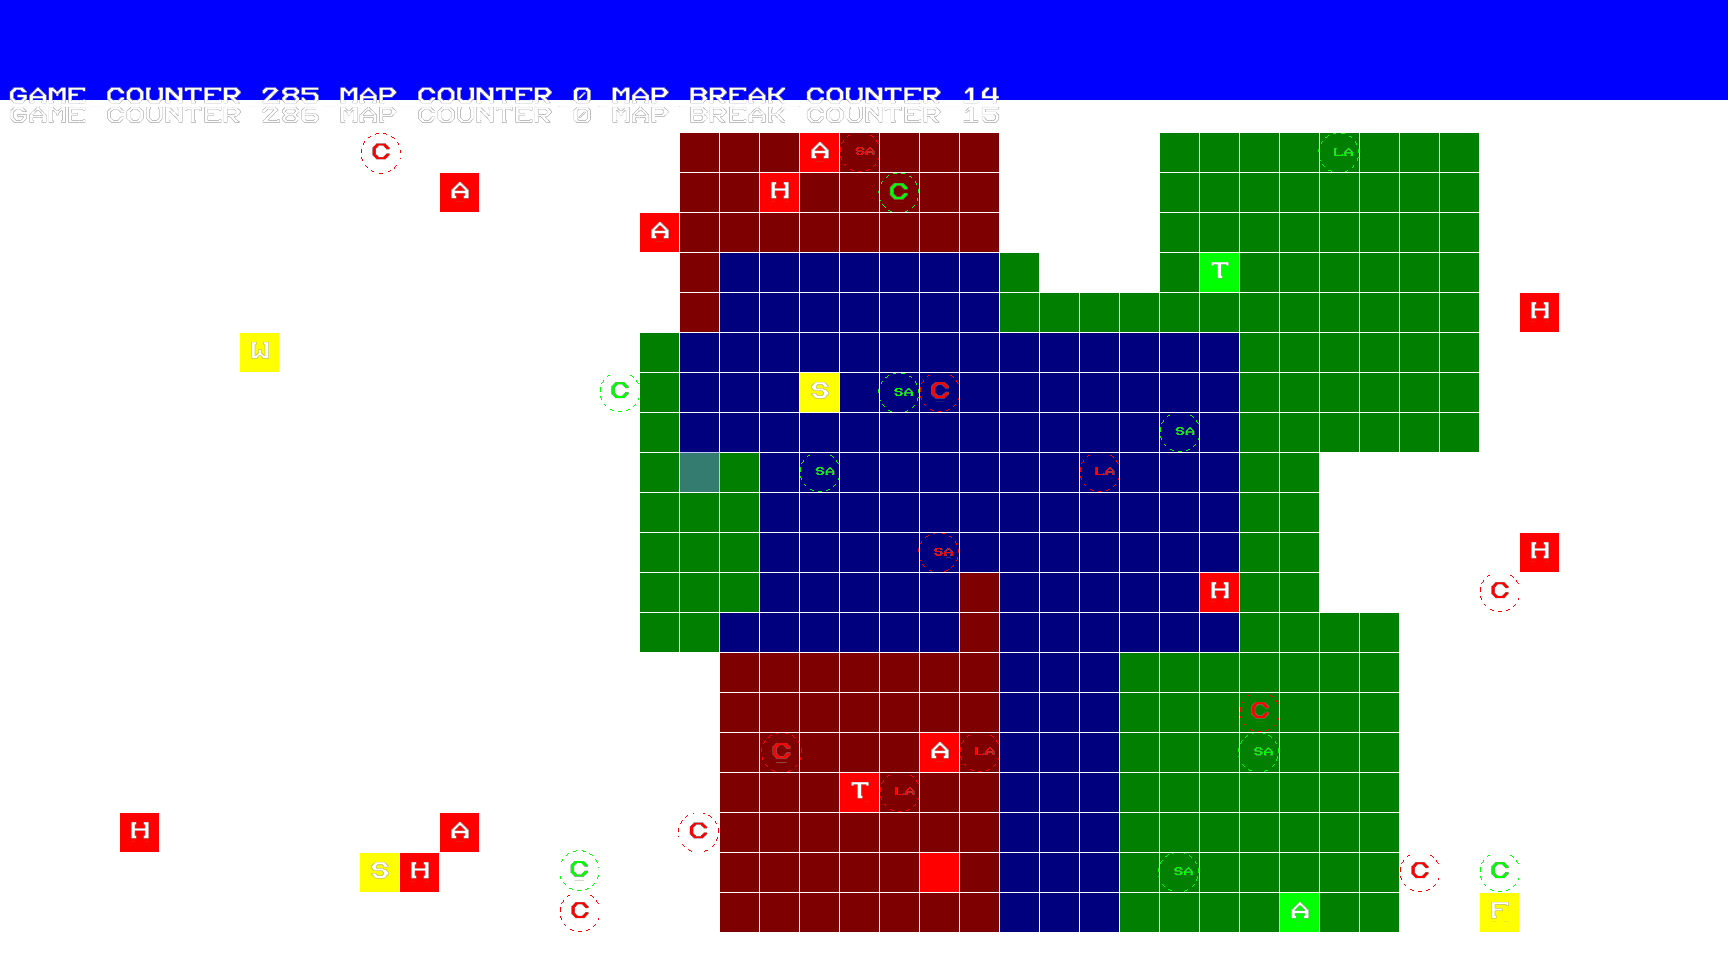 GAME COUNTER 285 MAP COUNTER 0 MAP BREAK COUNTER 14
GAME COUNTER 286 MAP COUNTER 0 MAP BREAK COUNTER 15
C A SA LA
A H C
A
T
H
W
C S SA C
SA
SA LA
SA H
H C
C
C A LA SA
T LA
H A C
S H C SA C C
C A F